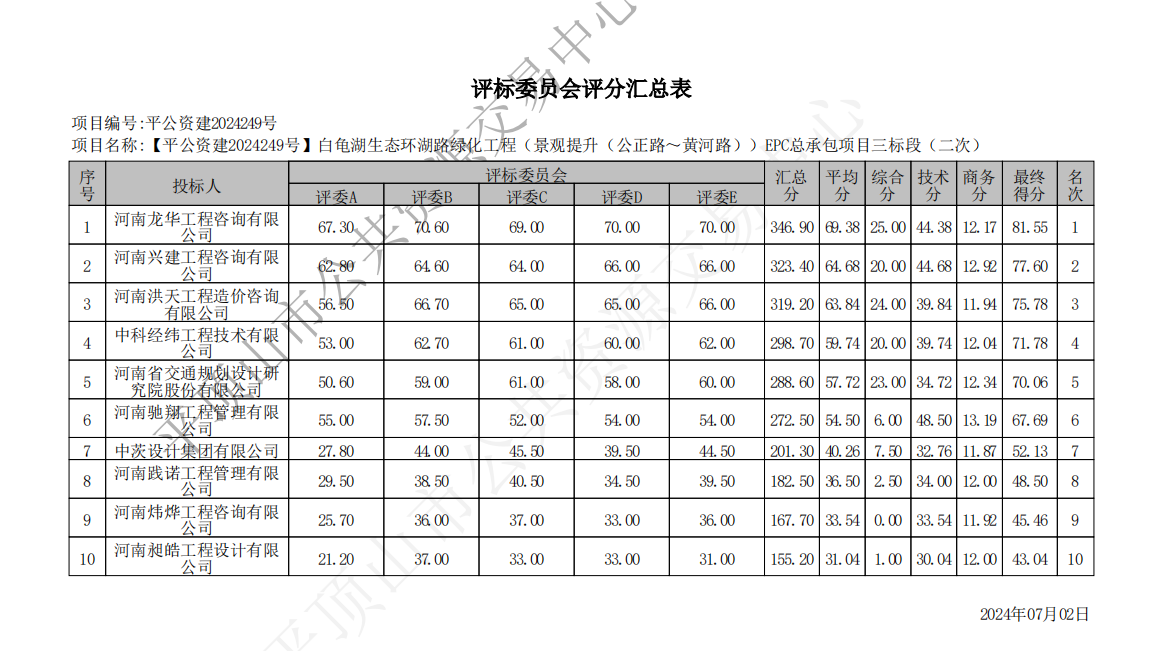 评标委员会评分汇总表
项目编号:平公资建2024249号
项目名称:【平公资建2024249号】白龟湖生态环湖路绿化工程（景观提升（公正路～黄河路））EPC总承包项目三标段（二次）
序号 投标人 评标委员会 汇总分 平均分 综合分 技术分 商务分 最终得分 名次
评委A 评委B 评委C 评委D 评委E
1 河南龙华工程咨询有限公司 67.30 70.60 69.00 70.00 70.00 346.90 69.38 25.00 44.38 12.17 81.55 1
2 河南兴建工程咨询有限公司 62.80 64.60 64.00 66.00 66.00 323.40 64.68 20.00 44.68 12.92 77.60 2
3 河南洪天工程造价咨询有限公司 56.50 66.70 65.00 65.00 66.00 319.20 63.84 24.00 39.84 11.94 75.78 3
4 中科经纬工程技术有限公司 53.00 62.70 61.00 60.00 62.00 298.70 59.74 20.00 39.74 12.04 71.78 4
5 河南省交通规划设计研究院股份有限公司 50.60 59.00 61.00 58.00 60.00 288.60 57.72 23.00 34.72 12.34 70.06 5
6 河南驰翔工程管理有限公司 55.00 57.50 52.00 54.00 54.00 272.50 54.50 6.00 48.50 13.19 67.69 6
7 中茨设计集团有限公司 27.80 44.00 45.50 39.50 44.50 201.30 40.26 7.50 32.76 11.87 52.13 7
8 河南践诺工程管理有限公司 29.50 38.50 40.50 34.50 39.50 182.50 36.50 2.50 34.00 12.00 48.50 8
9 河南炜烨工程咨询有限公司 25.70 36.00 37.00 33.00 36.00 167.70 33.54 0.00 33.54 11.92 45.46 9
10 河南昶皓工程设计有限公司 21.20 37.00 33.00 33.00 31.00 155.20 31.04 1.00 30.04 12.00 43.04 10
2024年07月02日
平顶山市公共资源交易中心
平顶山市公共资源交易中心